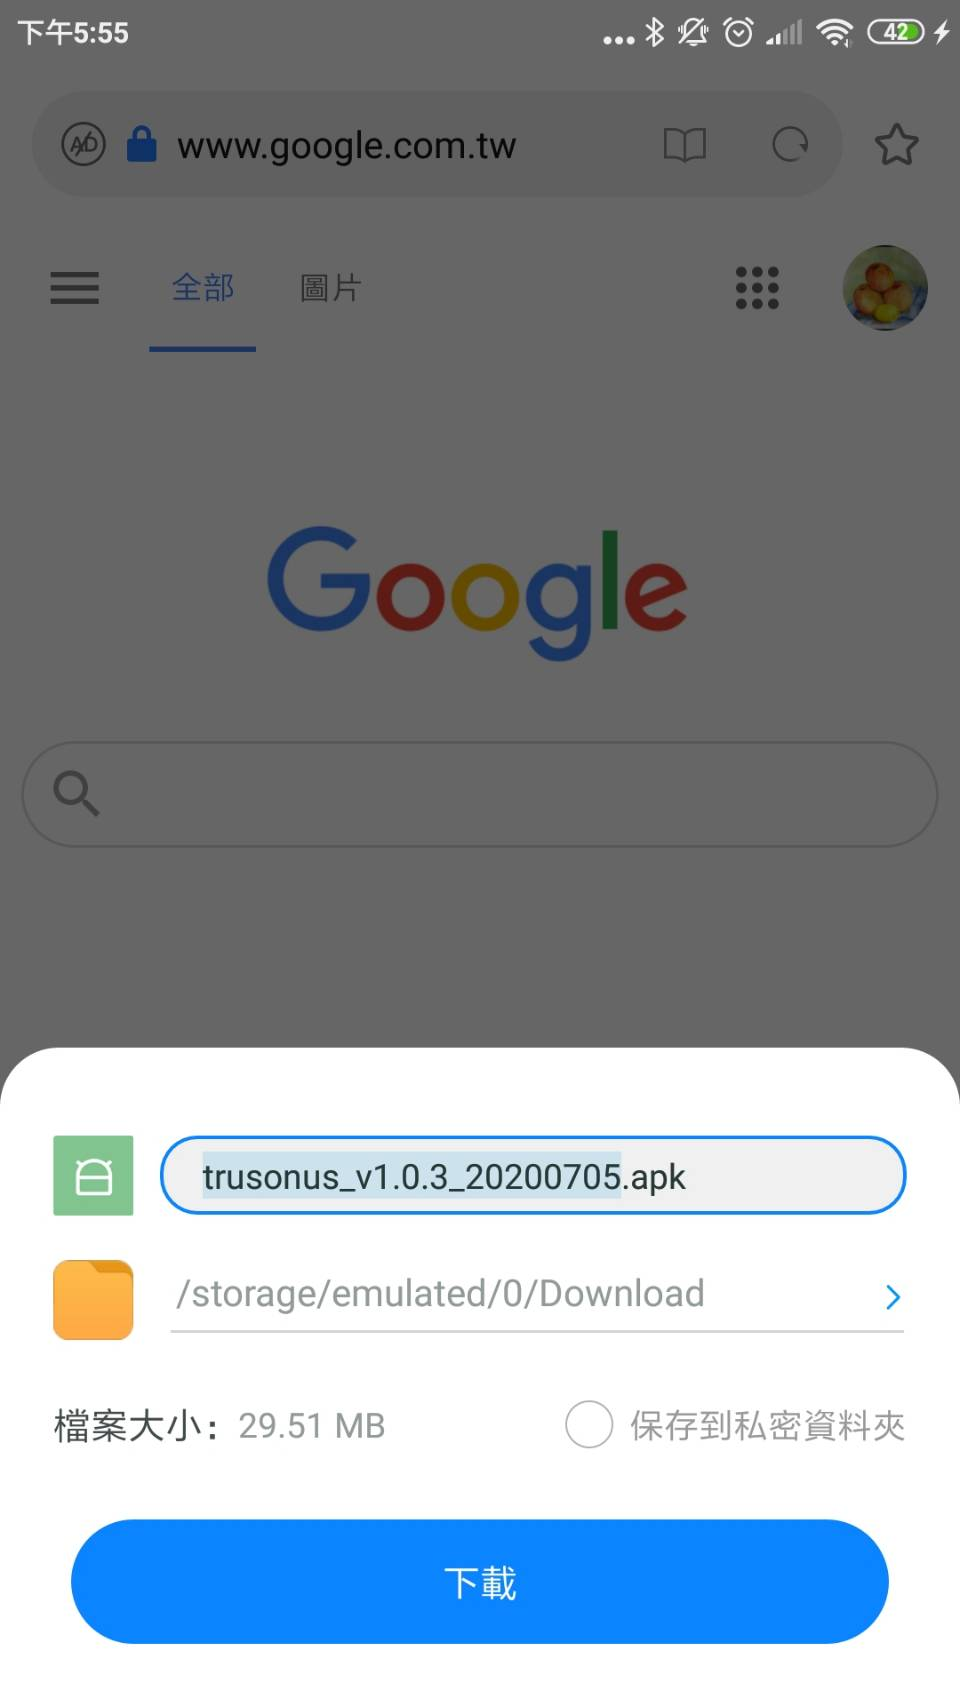 下午5:55
42
AD
www.google.com.tw
全部 圖片
Google
trusonus_v1.0.3_20200705.apk
/storage/emulated/0/Download
檔案大小：29.51 MB 保存到私密資料夾
下載